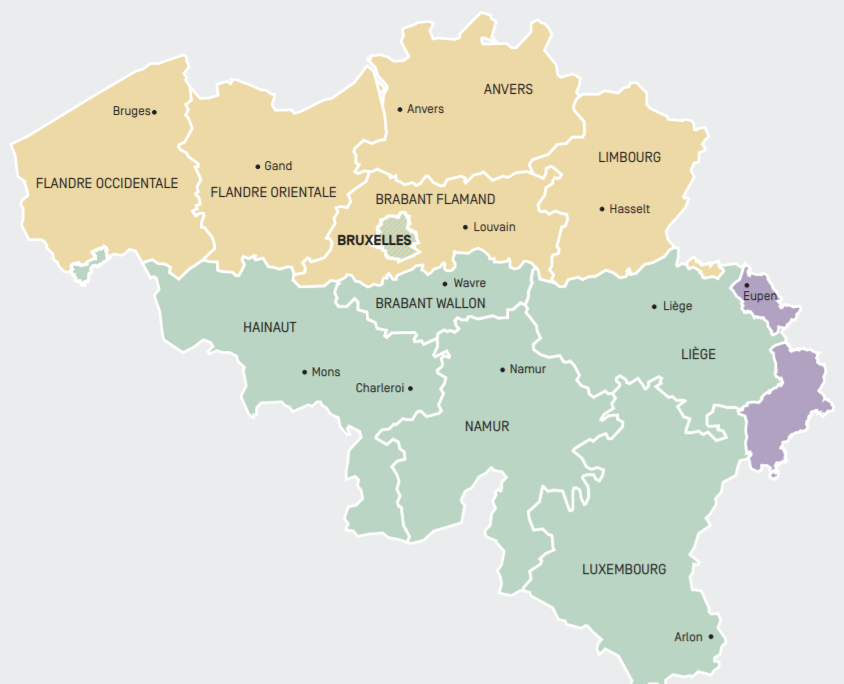 ANVERS
Bruges
Anvers
LIMBOURG
Gand
FLANDRE OCCIDENTALE
FLANDRE ORIENTALE
BRABANT FLAMAND
Hasselt
Louvain
BRUXELLES
Wavre
Eupen
BRABANT WALLON
Liège
HAINAUT
LIÈGE
Mons
Namur
Charleroi
NAMUR
LUXEMBOURG
Arlon